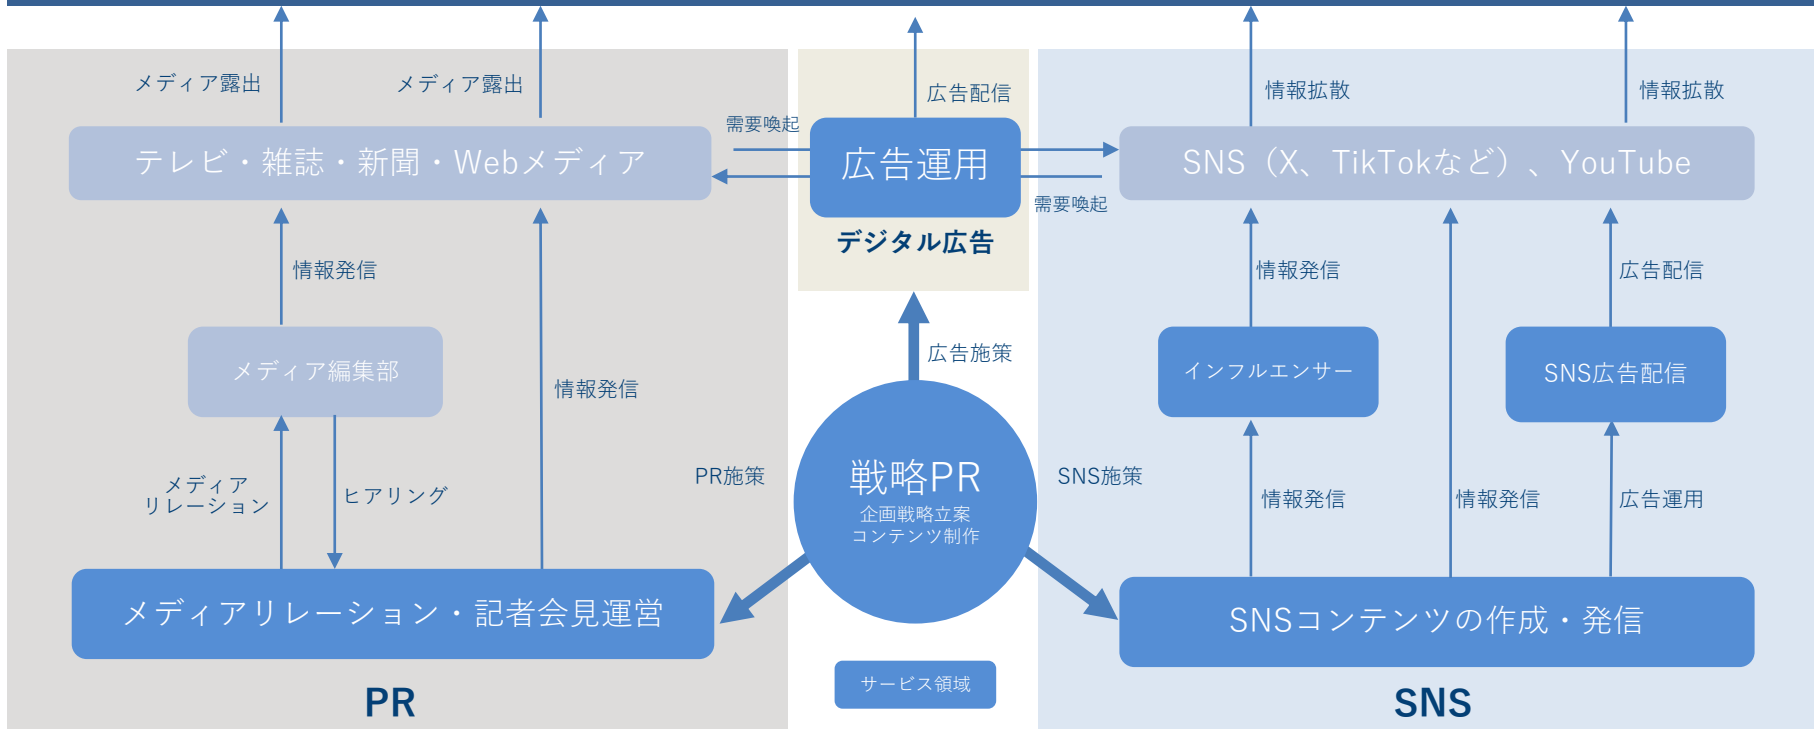 メディア露出
メディア露出
広告配信
情報拡散
情報拡散
需要喚起
テレビ・雑誌・新聞・Webメディア
広告運用
SNS（X、TikTokなど）、YouTube
需要喚起
デジタル広告
情報発信
情報発信
広告配信
メディア編集部
広告施策
インフルエンサー
SNS広告配信
情報発信
メディア
リレーション
ヒアリング
PR施策
戦略PR
企画戦略立案
コンテンツ制作
SNS施策
情報発信
情報発信
広告運用
メディアリレーション・記者会見運営
SNSコンテンツの作成・発信
サービス領域
PR
SNS